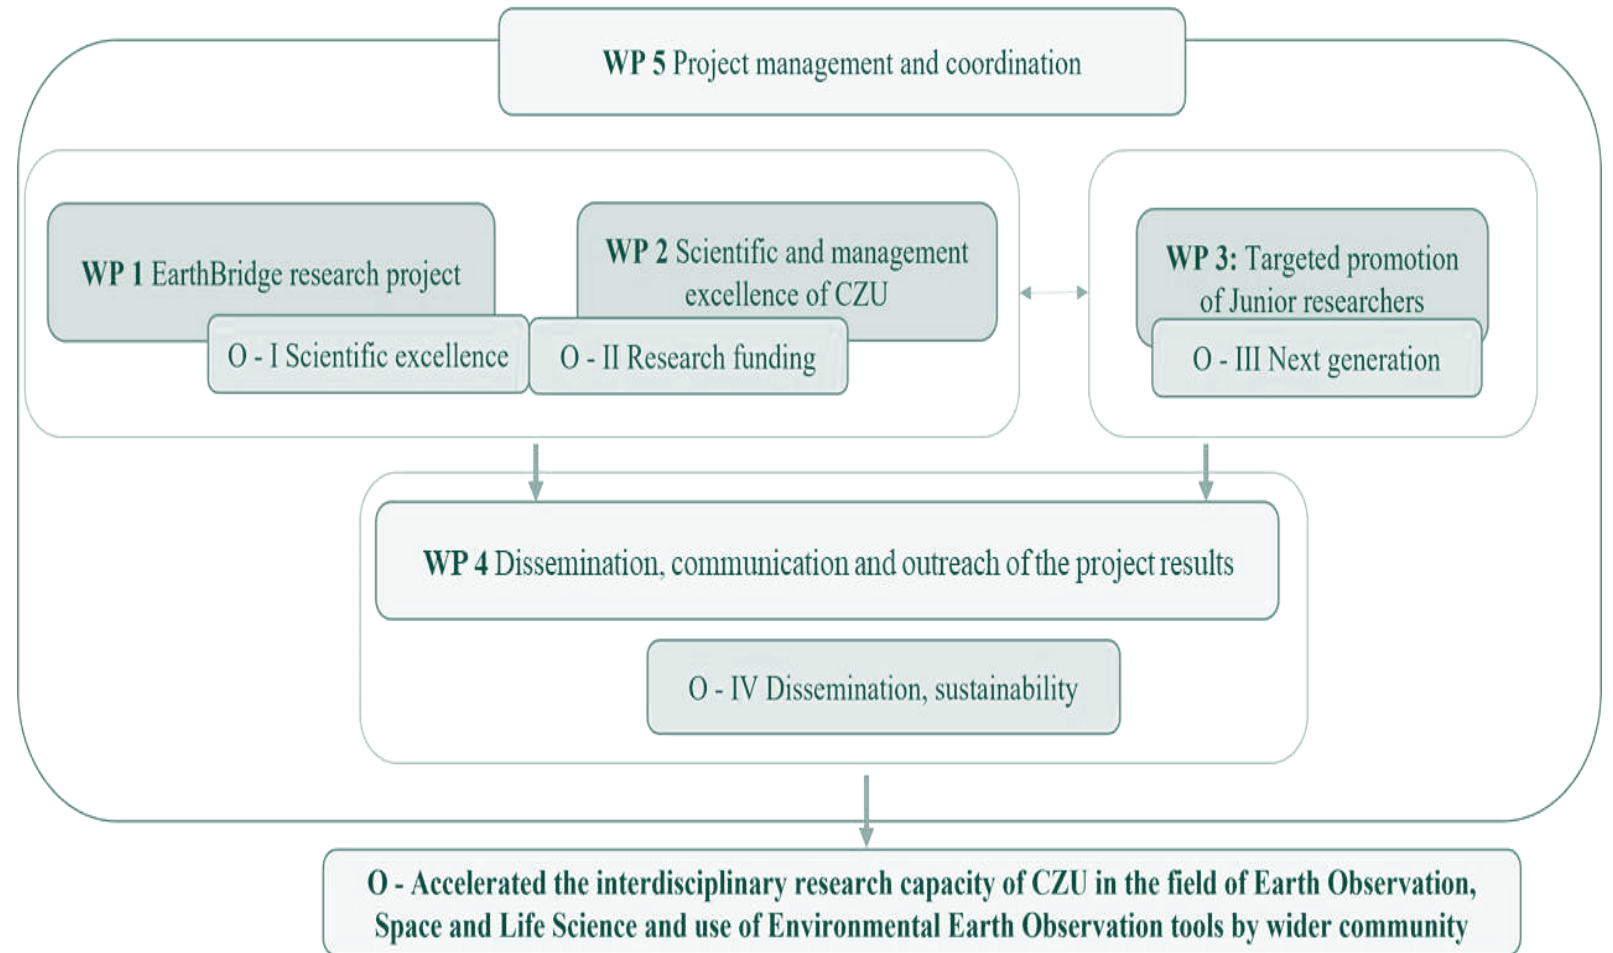 WP 5 Project management and coordination
WP 1 EarthBridge research project
O - I Scientific excellence
WP 2 Scientific and management
excellence of CZU
O - II Research funding
WP 3: Targeted promotion
of Junior researchers
O - III Next generation
WP 4 Dissemination, communication and outreach of the project results
O - IV Dissemination, sustainability
O - Accelerated the interdisciplinary research capacity of CZU in the field of Earth Observation,
Space and Life Science and use of Environmental Earth Observation tools by wider community